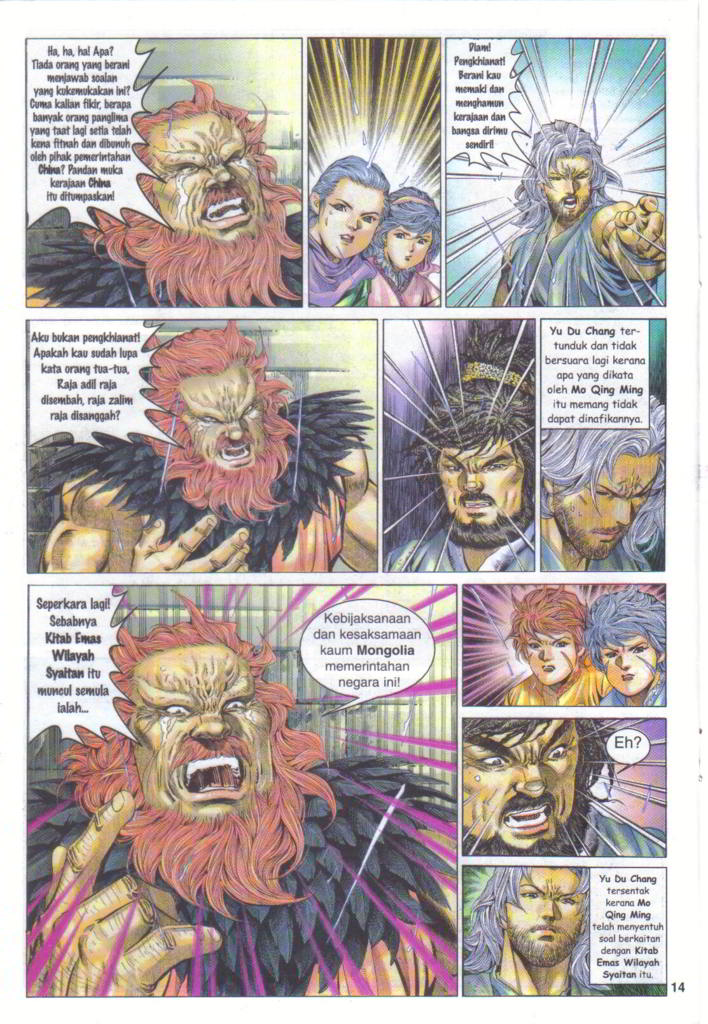 Ha, ha, ha! Apa?
Tiada orang yang berani
menjawab soalan
yang kukemukakan ini?
Cuma kalian fikir, berapa
banyak orang panglima
yang taat lagi setia telah
kena fitnah dan dibunuh
oleh pihak pemerintahan
China? Pandan muka
kerajaan China
itu ditumpaskan!
Diam!
Pengkhianat!
Berani kau
memaki dan
menghamun
kerajaan dan
bangsa dirimu
sendiri!
Aku bukan pengkhianat!
Apakah kau sudah lupa
kata orang tua-tua,
Raja adil raja
disembah, raja zalim
raja disanggah?
Yu Du Chang ter-
tunduk dan tidak
bersuara lagi kerana
apa yang dikata
oleh Mo Qing Ming
itu memang tidak
dapat dinafikannya.
Seperkara lagi!
Sebabnya
Kitab Emas
Wilayah
Syaitan itu
muncul semula
ialah...
Kebijaksanaan
dan kesaksamaan
kaum Mongolia
memerintahan
negara ini!
Eh?
Yu Du Chang
tersentak
kerana Mo
Qing Ming
telah menyentuh
soal berkaitan
dengan Kitab
Emas Wilayah
Syaitan itu.
14